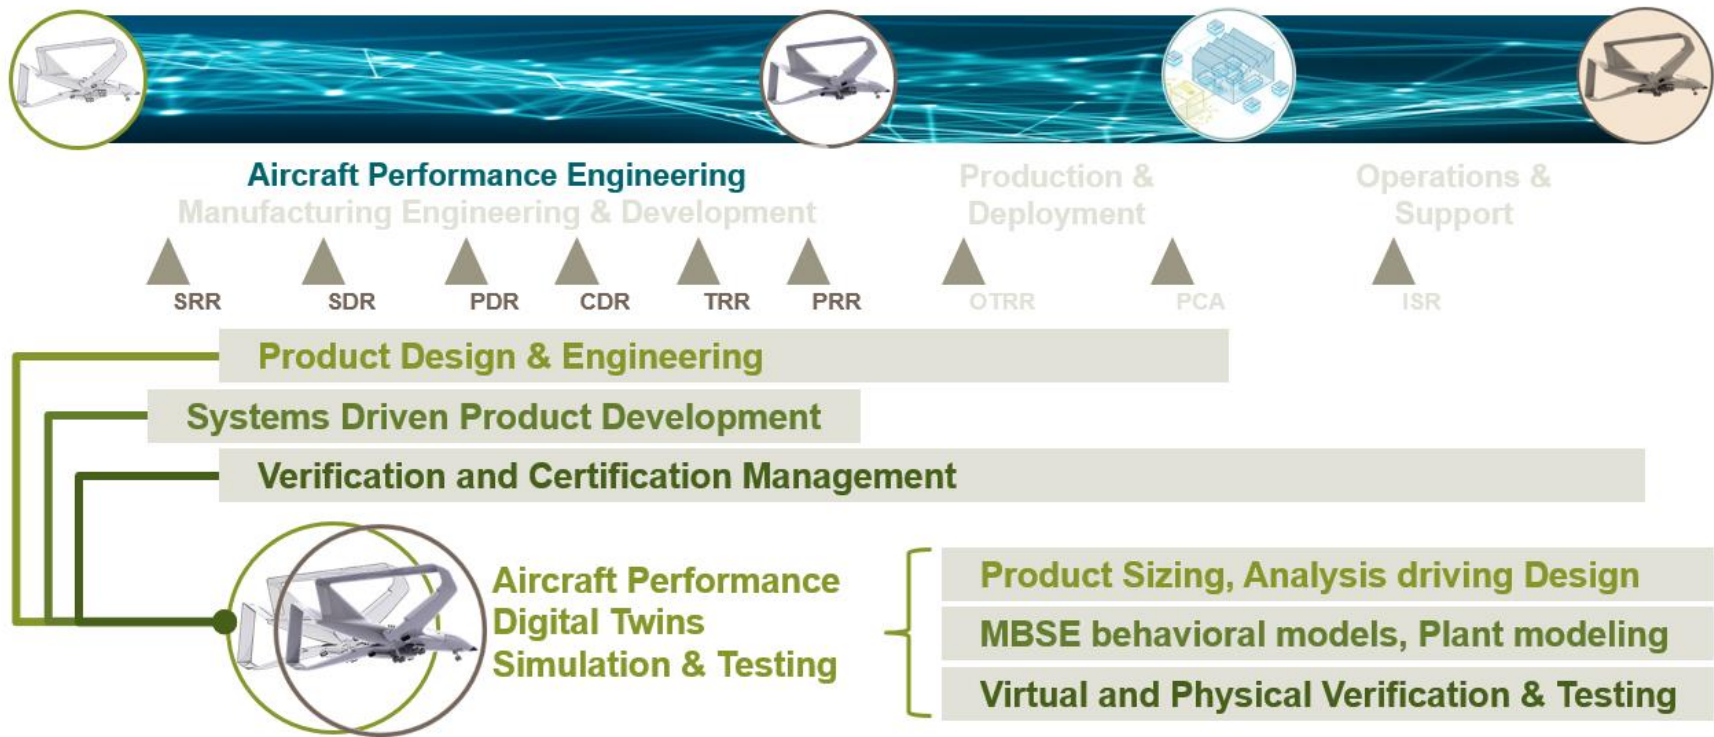 Aircraft Performance Engineering
Manufacturing Engineering & Development
Production &
Deployment
Operations &
Support
SRR
SDR
PDR
CDR
TRR
PRR
OTRR
PCA
ISR
Product Design & Engineering
Systems Driven Product Development
Verification and Certification Management
Aircraft Performance
Digital Twins
Simulation & Testing
Product Sizing, Analysis driving Design
MBSE behavioral models, Plant modeling
Virtual and Physical Verification & Testing